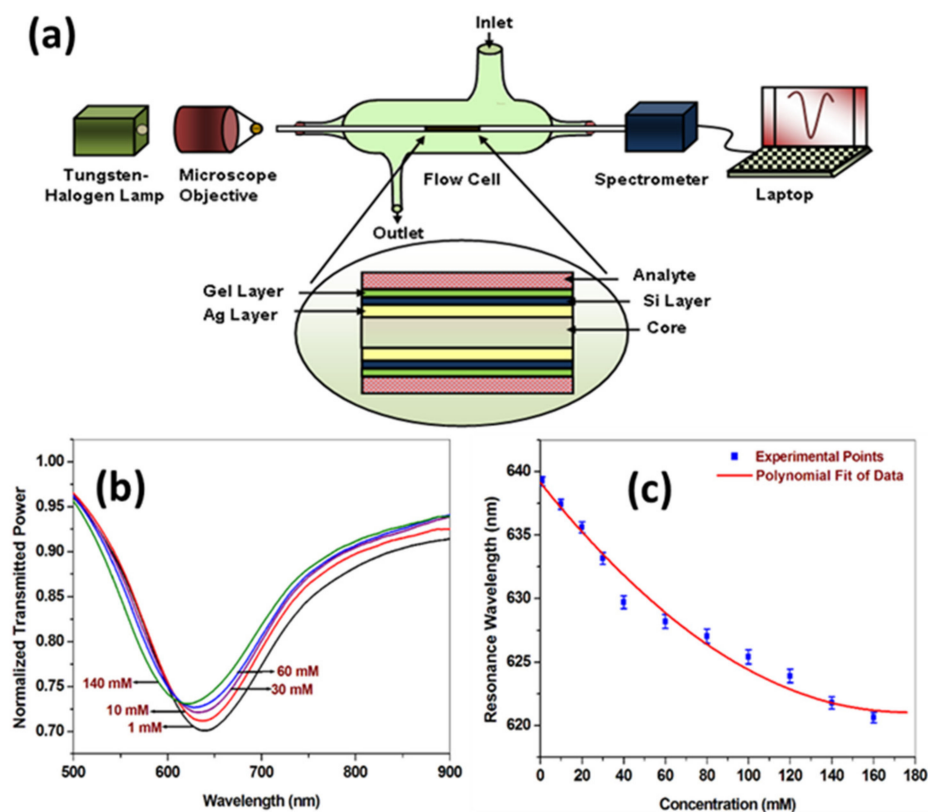 (a)
Inlet
Tungsten-
Halogen Lamp
Microscope
Objective
Flow Cell
Spectrometer
Laptop
Outlet
Gel Layer
Ag Layer
Analyte
Si Layer
Core
(b)
1.00
0.95
0.90
0.85
0.80
0.75
0.70
Normalized Transmitted Power
140 mM
10 mM
1 mM
60 mM
30 mM
500
600
700
800
900
Wavelength (nm)
(c)
Experimental Points
Polynomial Fit of Data
640
635
630
625
620
Resonance Wavelength (nm)
0
20
40
60
80
100
120
140
160
180
Concentration (mM)